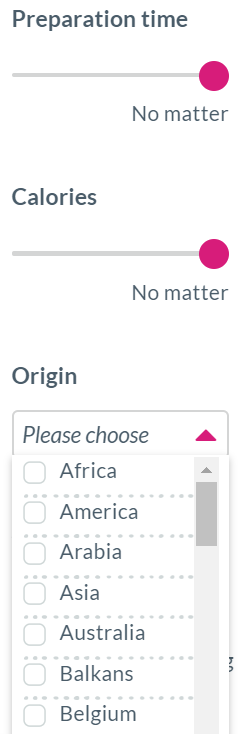 Preparation time
No matter
Calories
No matter
Origin
Please choose
Africa
America
Arabia
Asia
Australia
Balkans
Belgium